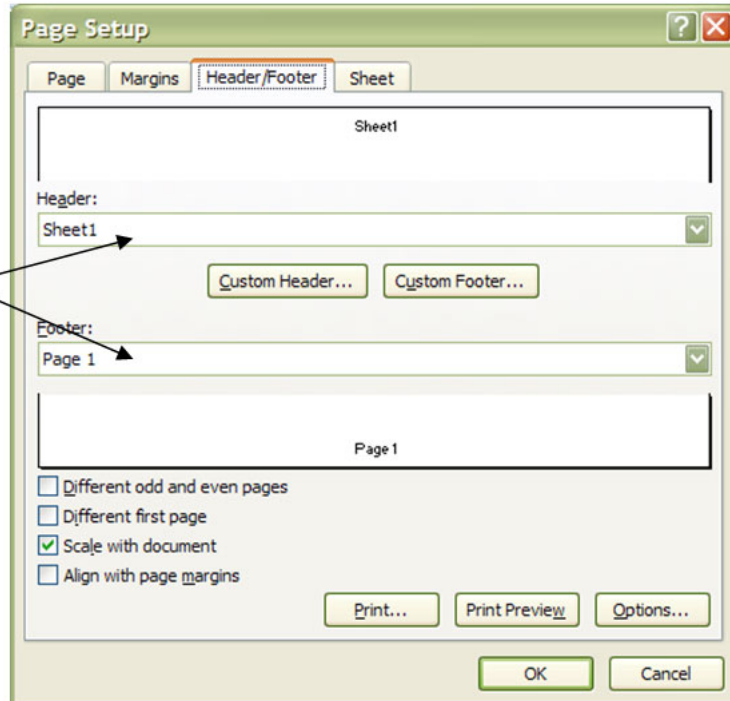 Page Setup
Page Margins Header/Footer Sheet
Sheet1
Header:
Sheet1
Custom Header... Custom Footer...
Footer:
Page 1
Page 1
Different odd and even pages
Different first page
Scale with document
Align with page margins
Print... Print Preview Options...
OK Cancel